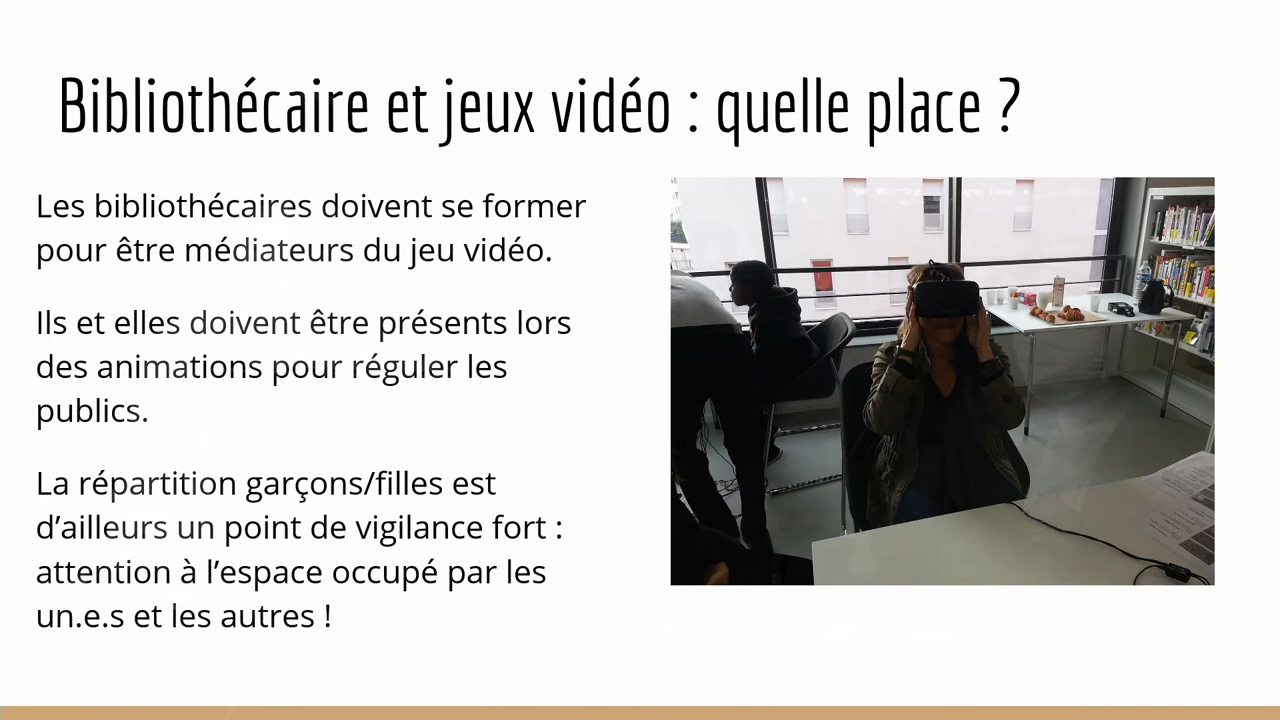 Bibliothécaire et jeux vidéo : quelle place ?
Les bibliothécaires doivent se former
pour être médiateurs du jeu vidéo.
Ils et elles doivent être présents lors
des animations pour réguler les
publics.
La répartition garçons/filles est
d’ailleurs un point de vigilance fort :
attention à l’espace occupé par les
un.e.s et les autres !